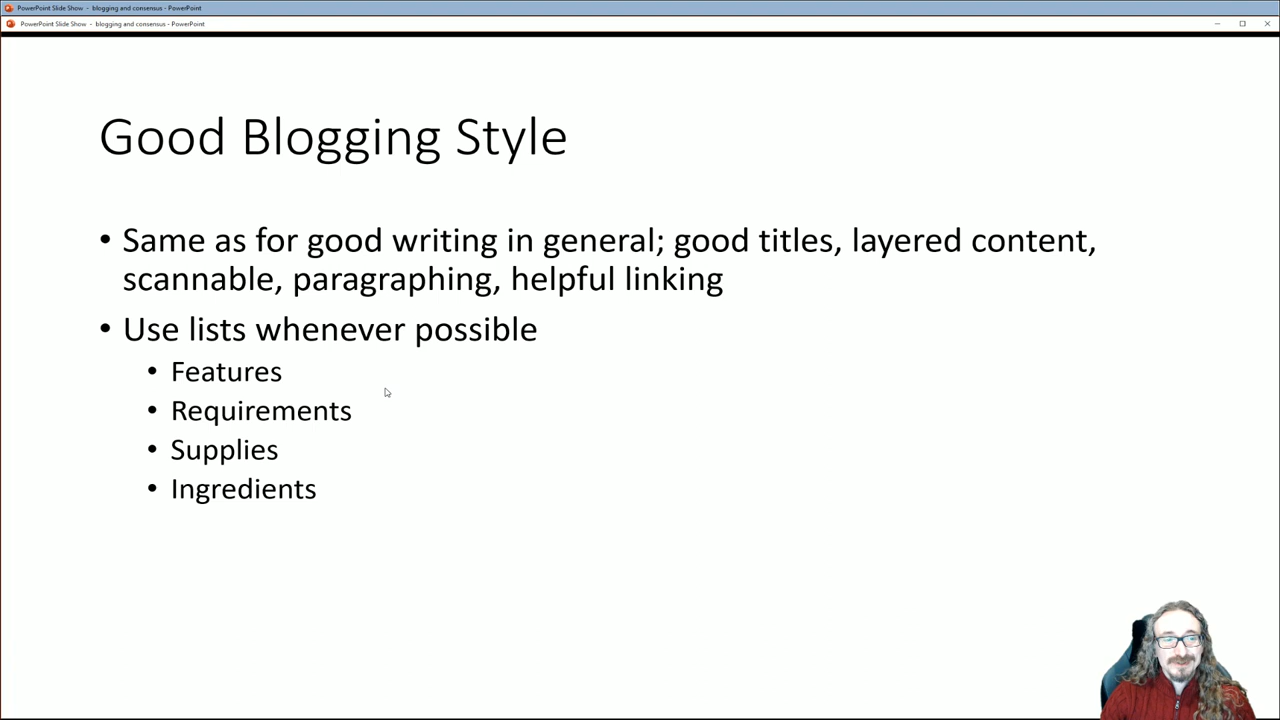 PowerPoint Slide Show - blogging and consensus - PowerPoint
PowerPoint Slide Show - blogging and consensus - PowerPoint
Good Blogging Style
• Same as for good writing in general; good titles, layered content,
scannable, paragraphing, helpful linking
• Use lists whenever possible
• Features
• Requirements
• Supplies
• Ingredients